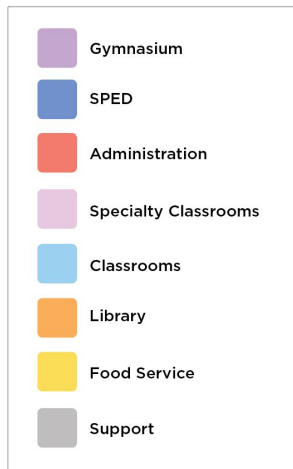 Gymnasium
SPED
Administration
Specialty Classrooms
Classrooms
Library
Food Service
Support